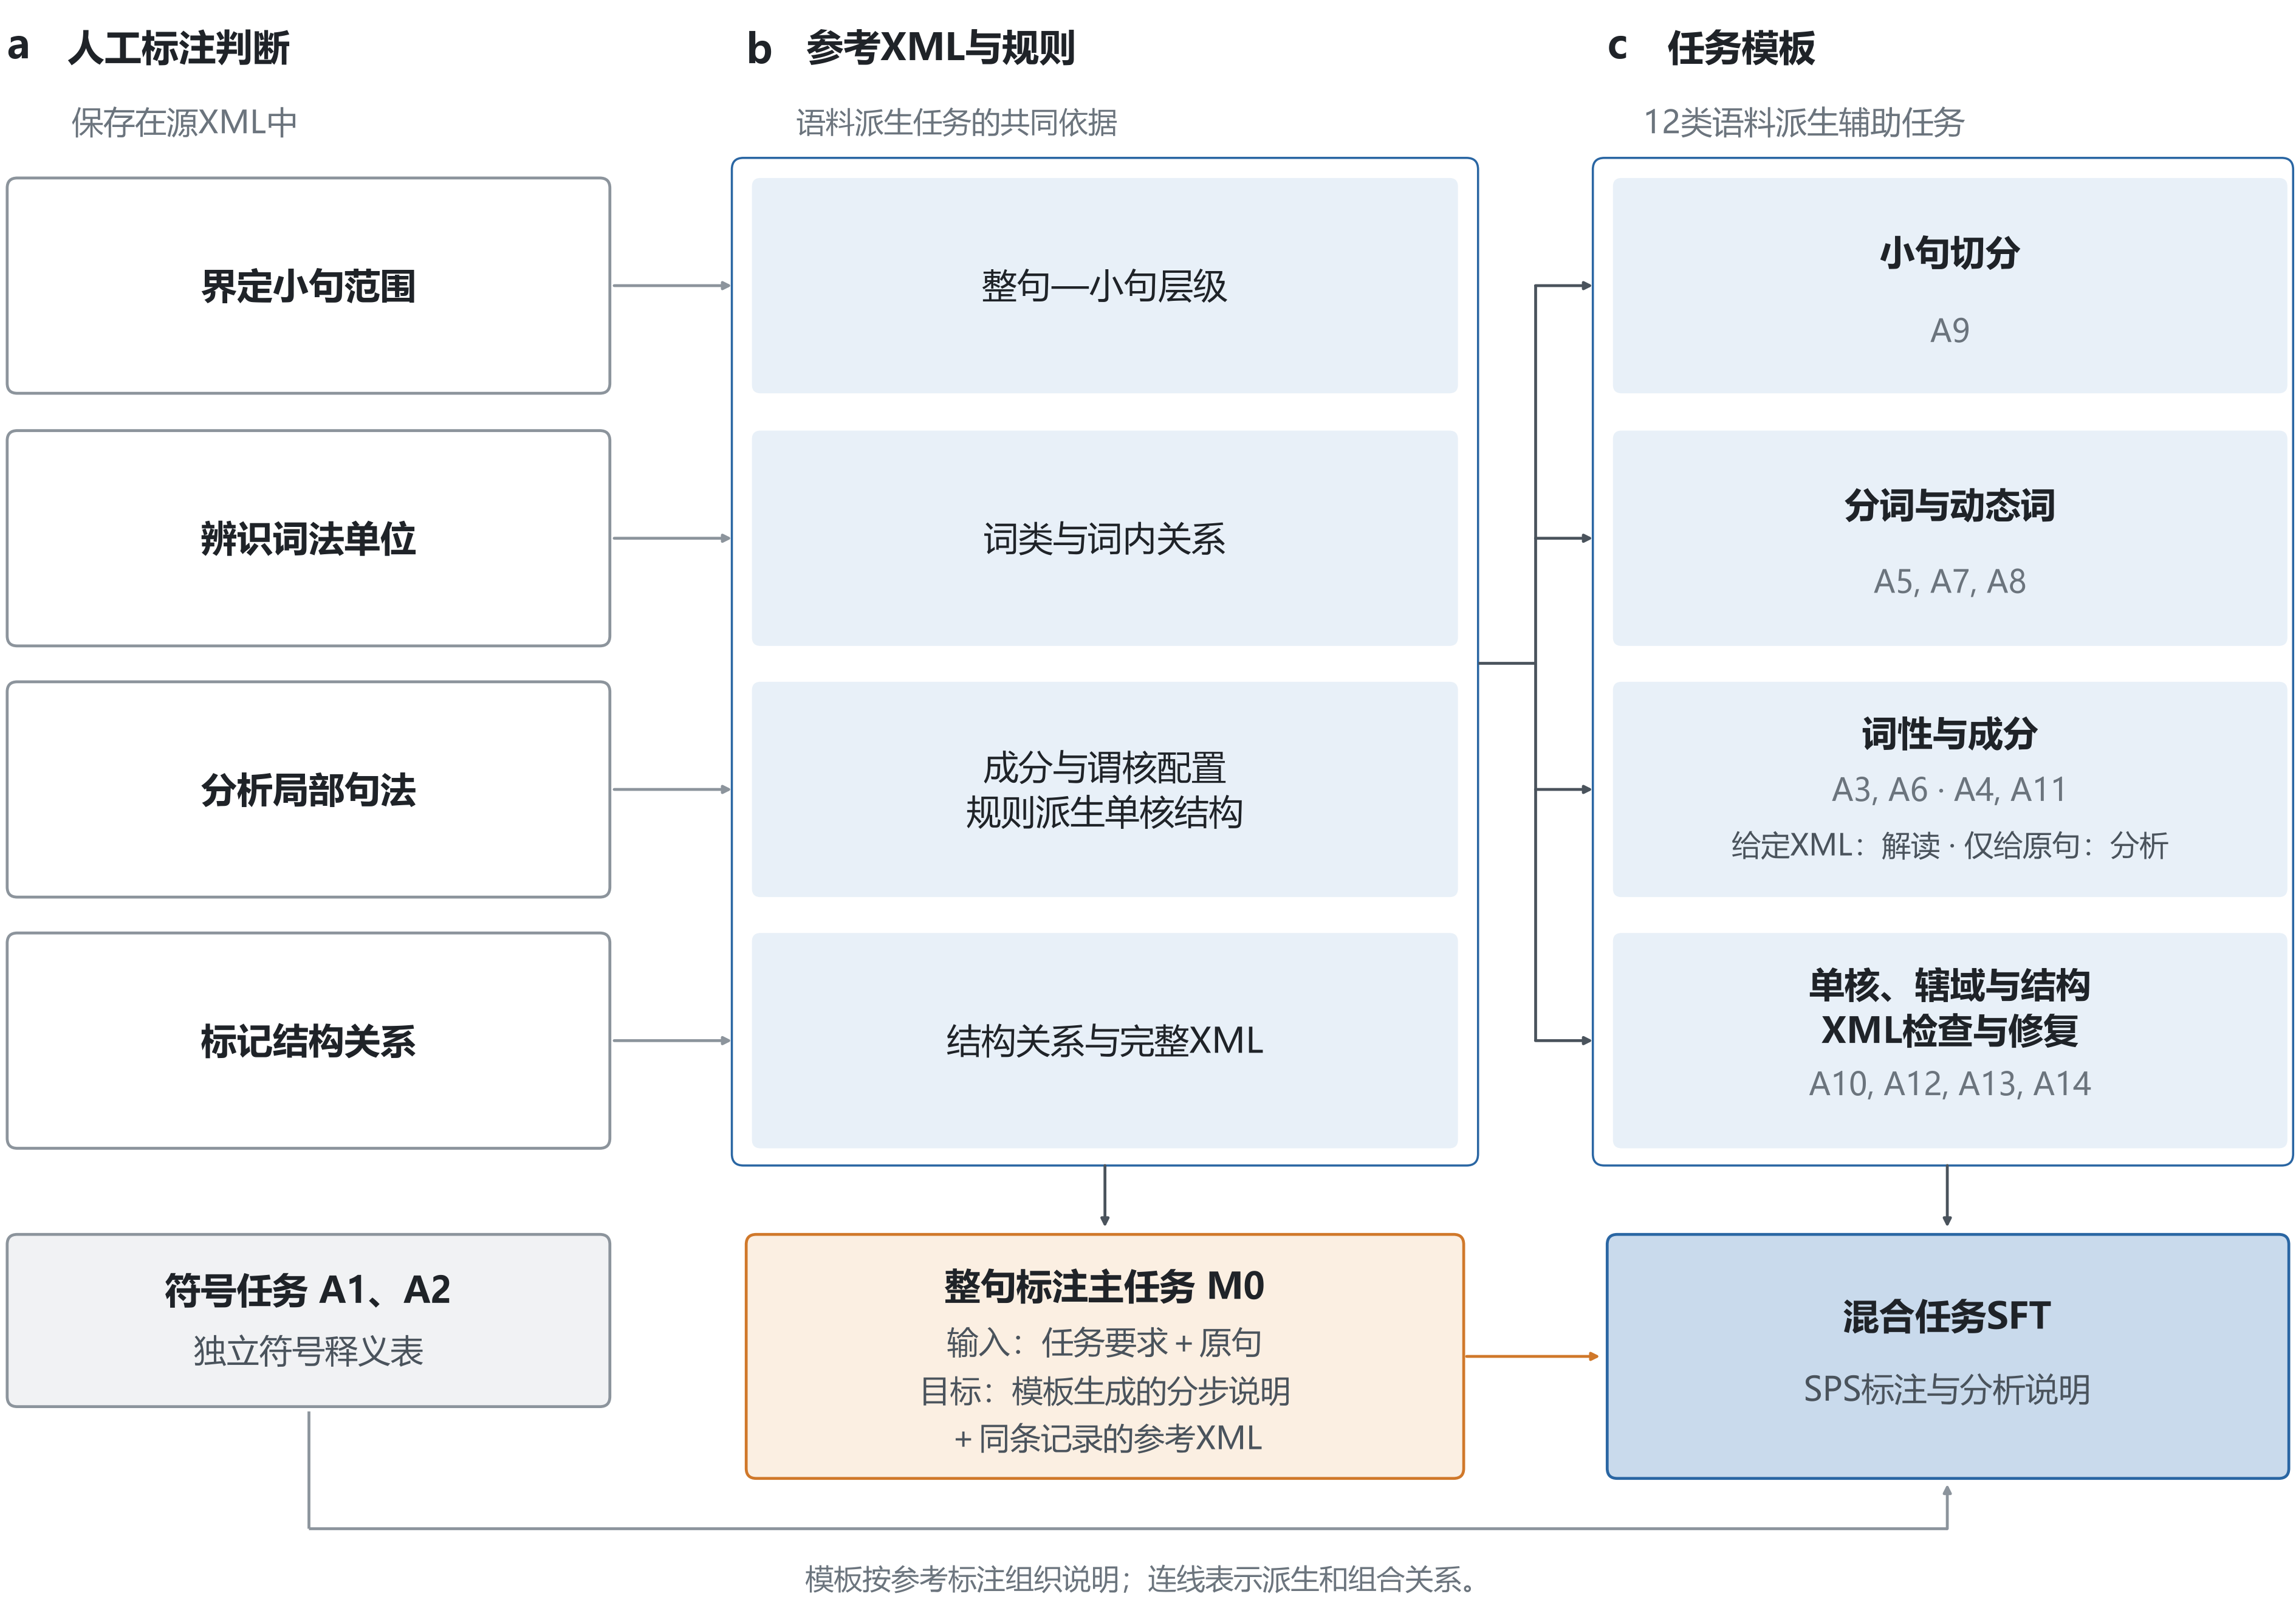 a 人工标注判断
保存在源XML中
界定小句范围
辨识词法单位
分析局部句法
标记结构关系
符号任务 A1、A2
独立符号释义表
b 参考XML与规则
语料派生任务的共同依据
整句—小句层级
词类与词内关系
成分与谓核配置
规则派生单核结构
结构关系与完整XML
整句标注主任务 M0
输入：任务要求 + 原句
目标：模板生成的分步说明
+ 同条记录的参考XML
c 任务模板
12类语料派生辅助任务
小句切分
A9
分词与动态词
A5, A7, A8
词性与成分
A3, A6 · A4, A11
给定XML：解读 · 仅给原句：分析
单核、辖域与结构
XML检查与修复
A10, A12, A13, A14
混合任务SFT
SPS标注与分析说明
模板按参考标注组织说明；连线表示派生和组合关系。